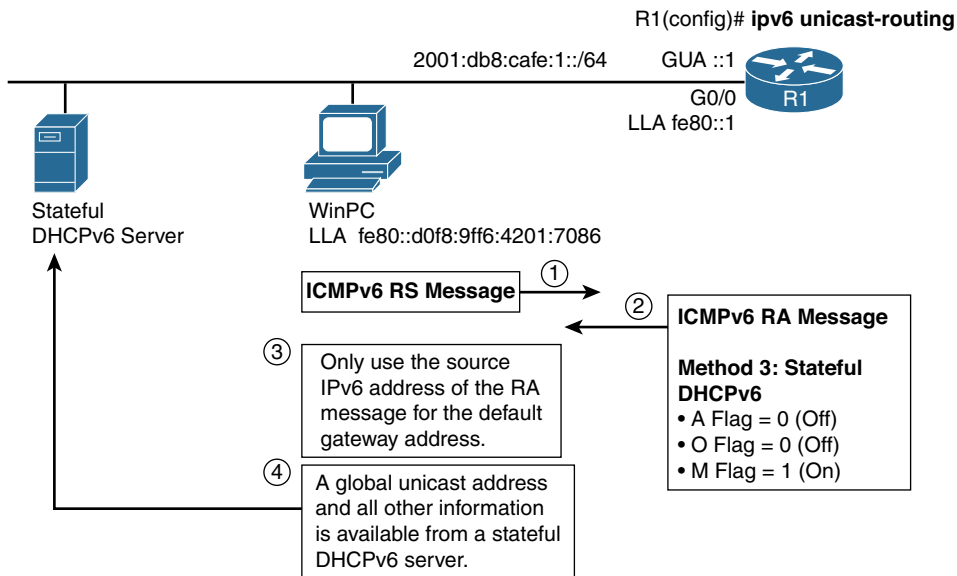 R1(config)# ipv6 unicast-routing
2001:db8:cafe:1::/64
GUA ::1
G0/0
LLA fe80::1
R1
Stateful
DHCPv6 Server
WinPC
LLA fe80::d0f8:9ff6:4201:7086
ICMPv6 RS Message
1
2
ICMPv6 RA Message
Method 3: Stateful
DHCPv6
• A Flag = 0 (Off)
• O Flag = 0 (Off)
• M Flag = 1 (On)
3
Only use the source
IPv6 address of the RA
message for the default
gateway address.
4
A global unicast address
and all other information
is available from a stateful
DHCPv6 server.